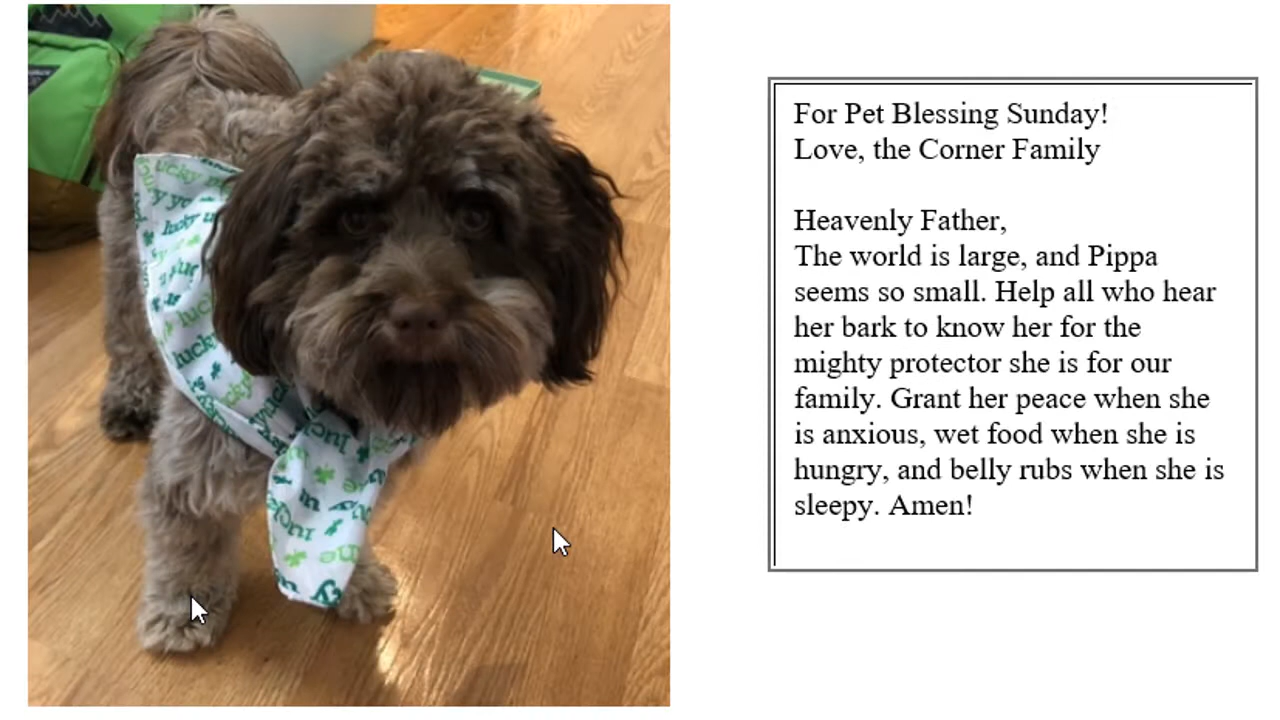 For Pet Blessing Sunday!
Love, the Corner Family
Heavenly Father,
The world is large, and Pippa
seems so small. Help all who hear
her bark to know her for the
mighty protector she is for our
family. Grant her peace when she
is anxious, wet food when she is
hungry, and belly rubs when she is
sleepy. Amen!
lucky
lucky
lucky